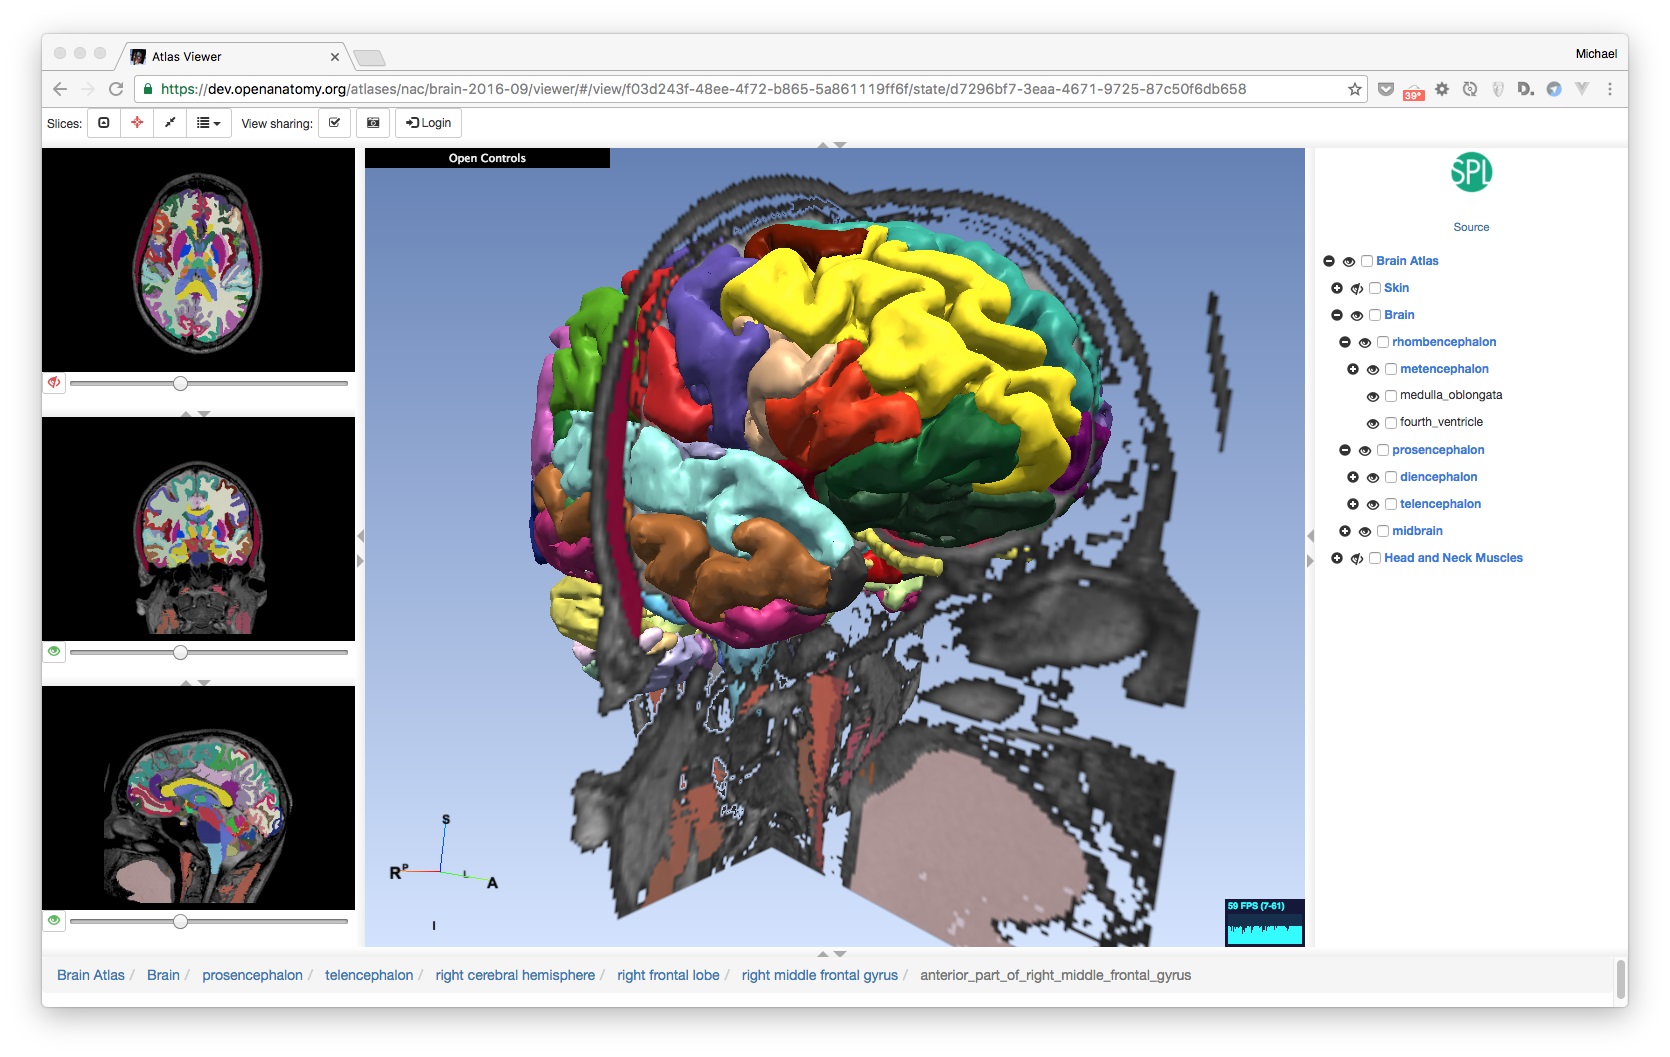 Atlas Viewer
Michael
https://dev.openanatomy.org/atlases/nac/brain-2016-09/viewer/#/view/f03d243f-48ee-4f72-b865-5a861119ff6f/state/d7296bf7-3eaa-4671-9725-87c50f6db658
39*
D.
Slices:
View sharing:
Login
Open Controls
SPL
Source
Brain Atlas
Skin
Brain
rhombencephalon
metencephalon
medulla_oblongata
fourth_ventricle
prosencephalon
diencephalon
telencephalon
midbrain
Head and Neck Muscles
S
R P
L A
I
59 FPS (7-61)
Brain Atlas / Brain / prosencephalon / telencephalon / right cerebral hemisphere / right frontal lobe / right middle frontal gyrus / anterior_part_of_right_middle_frontal_gyrus